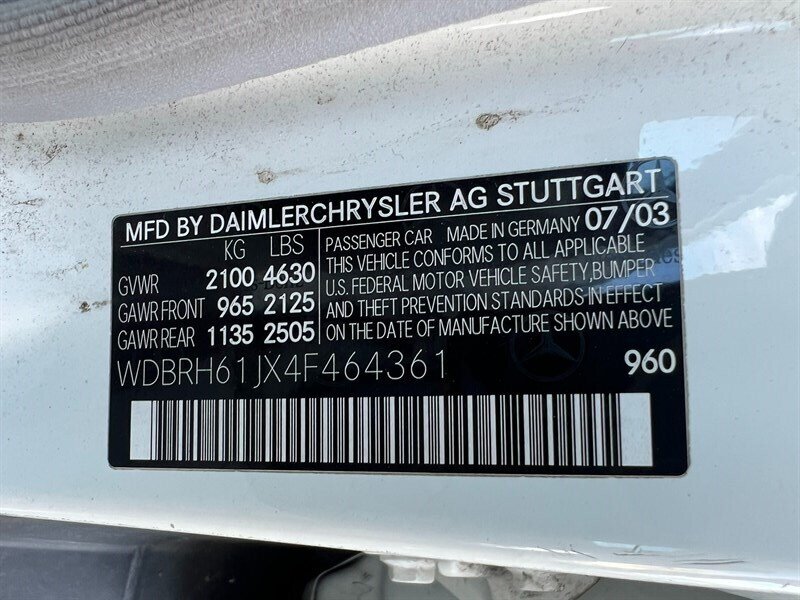 MFD BY DAIMLERCHRYSLER AG STUTTGART
KG LBS
GVWR 2100 4630
GAWR FRONT 965 2125
GAWR REAR 1135 2505
PASSENGER CAR MADE IN GERMANY 07/03
THIS VEHICLE CONFORMS TO ALL APPLICABLE
U.S. FEDERAL MOTOR VEHICLE SAFETY,BUMPER
AND THEFT PREVENTION STANDARDS IN EFFECT
ON THE DATE OF MANUFACTURE SHOWN ABOVE
WDBRH61JX4F464361
960